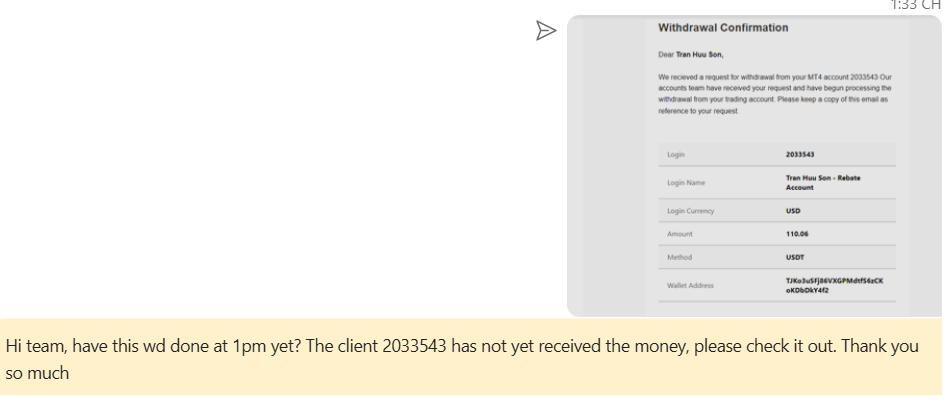 1:33 CH
Withdrawal Confirmation
Dear Tran Huu Son,
We recieved a request for withdrawal from your MT4 account 2033543 Our
accounts team have received your request and have begun processing the
withdrawal from your trading account. Please keep a copy of this email as
reference to your request.
Login 2033543
Login Name Tran Huu Son - Rebate
Account
Login Currency USD
Amount 110.06
Method USDT
Wallet Address
Hi team, have this wd done at 1pm yet? The client 2033543 has not yet received the money, please check it out. Thank you
so much